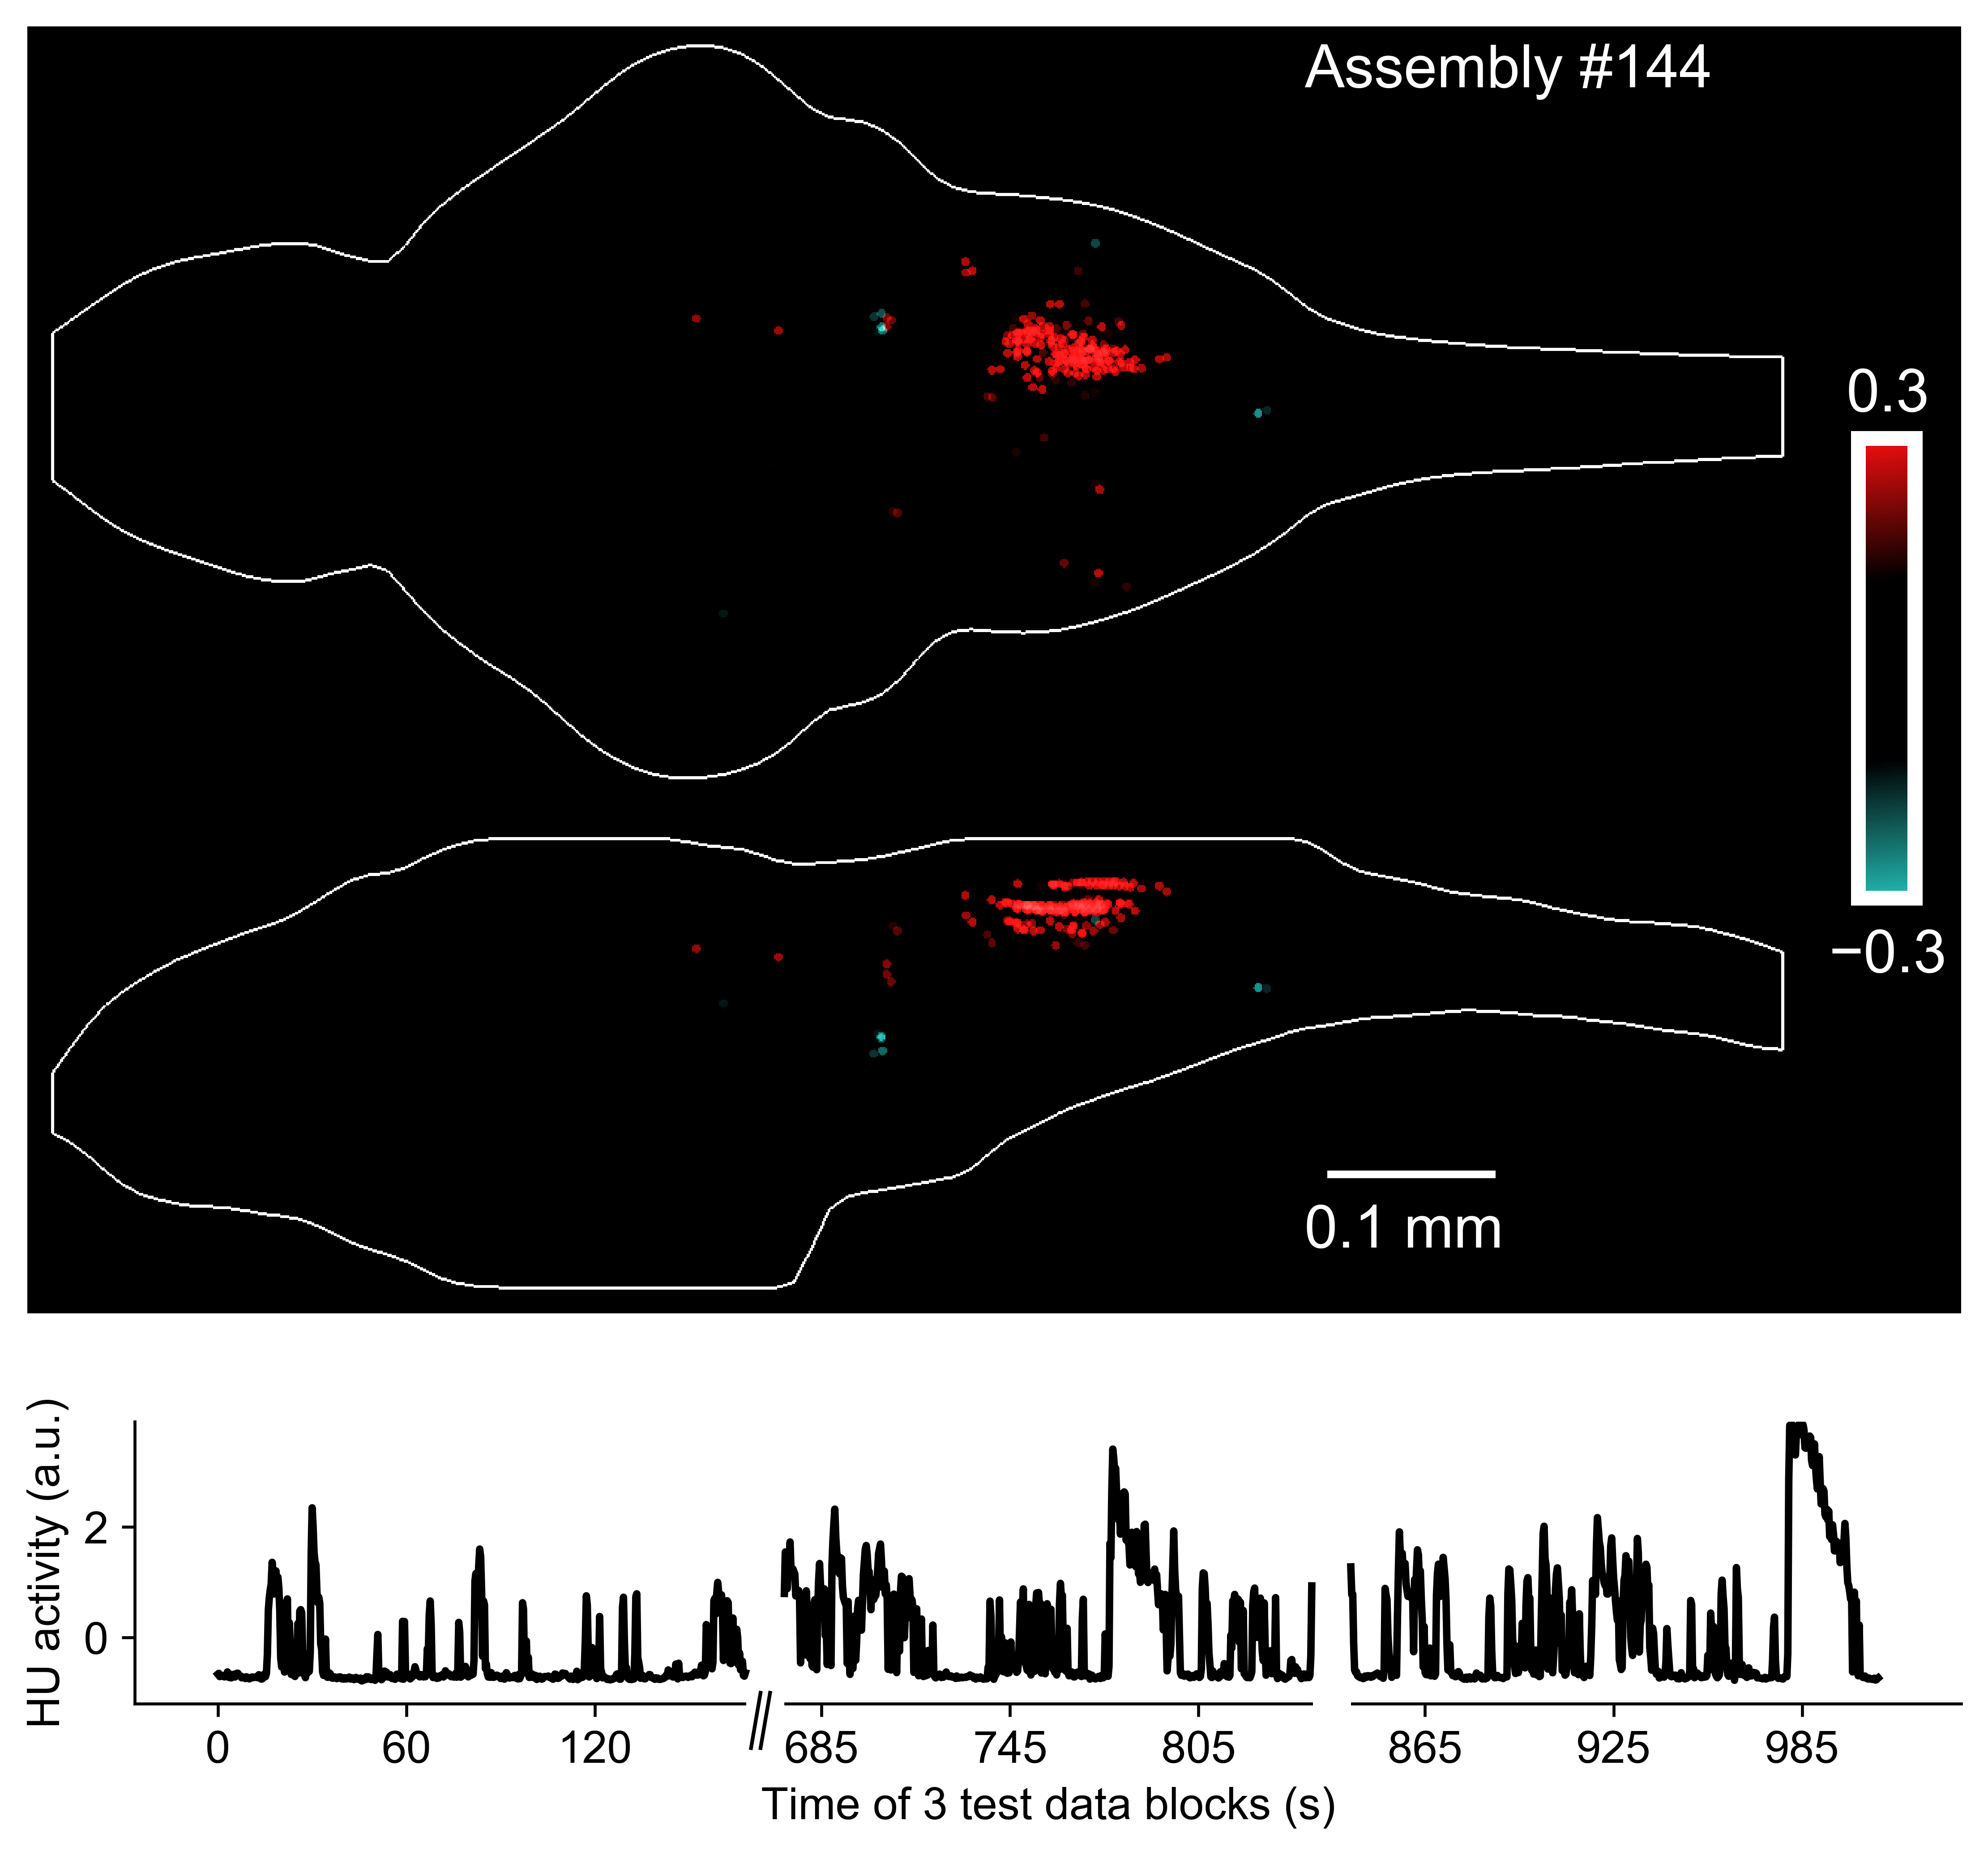 Assembly #144
0.3
−0.3
0.1 mm
HU activity (a.u.)
2
0
0 60 120 685 745 805 865 925 985
Time of 3 test data blocks (s)